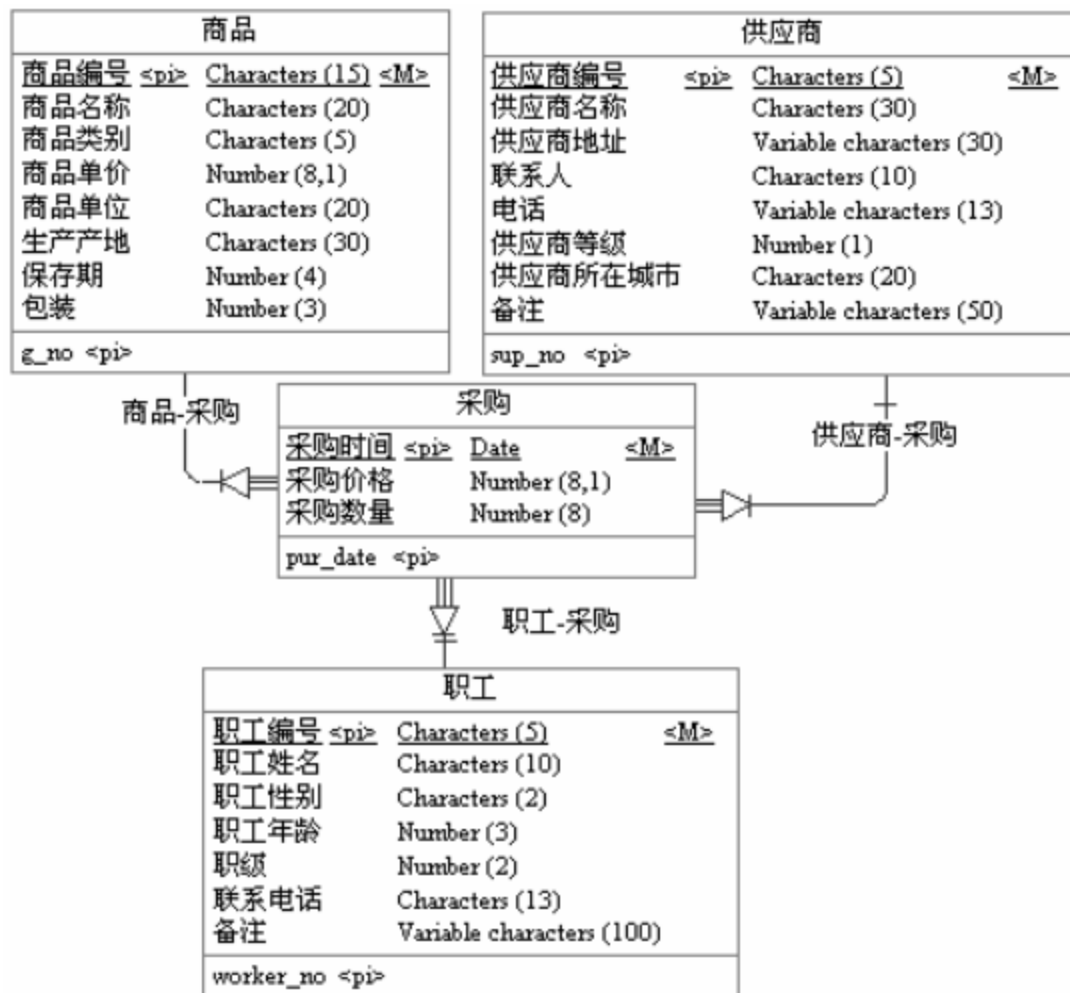 商品
商品编号 <pi> Characters (15) <M>
商品名称 Characters (20)
商品类别 Characters (5)
商品单价 Number (8,1)
商品单位 Characters (20)
生产产地 Characters (30)
保存期 Number (4)
包装 Number (3)
g_no <pi>
供应商
供应商编号 <pi> Characters (5) <M>
供应商名称 Characters (30)
供应商地址 Variable characters (30)
联系人 Characters (10)
电话 Variable characters (13)
供应商等级 Number (1)
供应商所在城市 Characters (20)
备注 Variable characters (50)
sup_no <pi>
商品-采购
供应商-采购
采购
采购时间 <pi> Date <M>
采购价格 Number (8,1)
采购数量 Number (8)
pur_date <pi>
职工-采购
职工
职工编号 <pi> Characters (5) <M>
职工姓名 Characters (10)
职工性别 Characters (2)
职工年龄 Number (3)
职级 Number (2)
联系电话 Characters (13)
备注 Variable characters (100)
worker_no <pi>